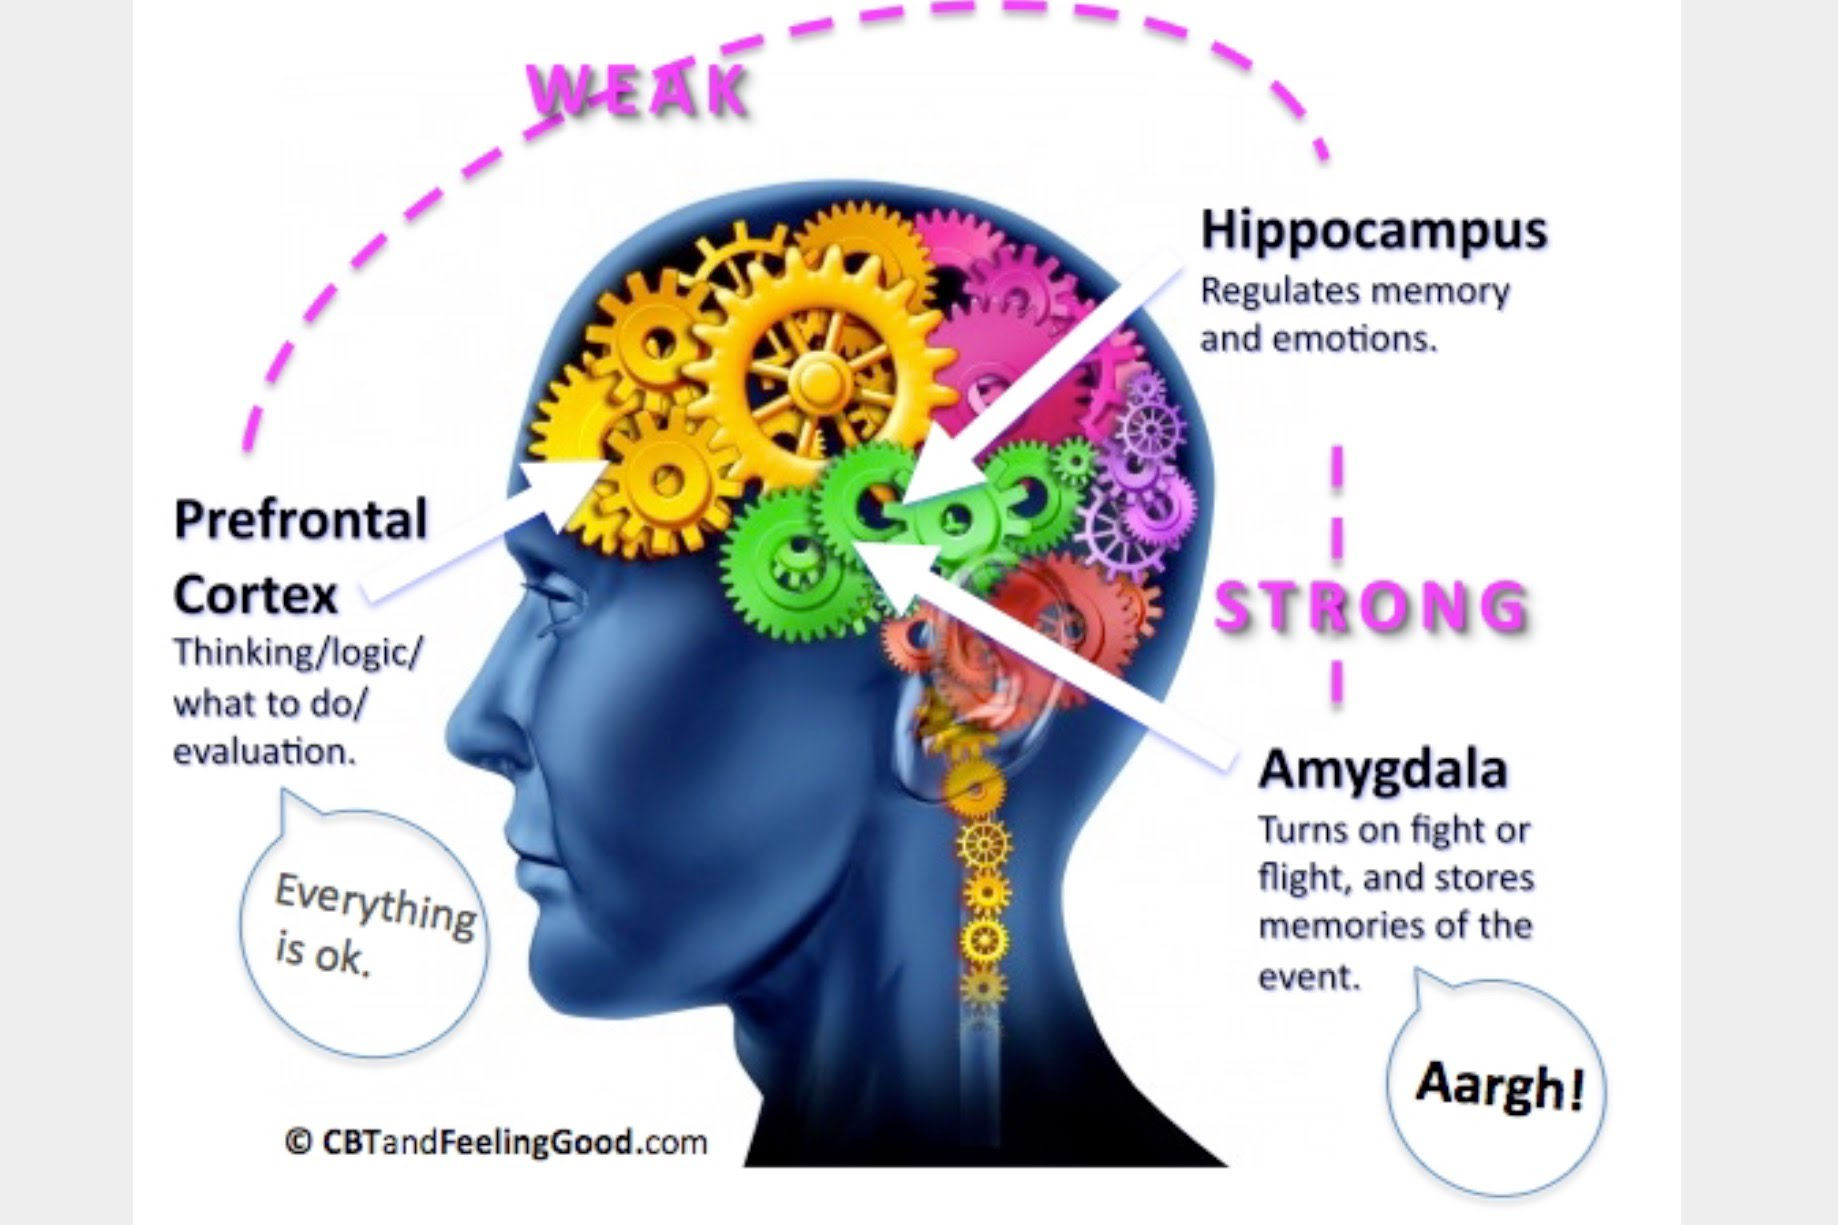 WEAK
Hippocampus
Regulates memory
and emotions.
Prefrontal
Cortex
Thinking/logic/
what to do/
evaluation.
STRONG
Amygdala
Turns on fight or
flight, and stores
memories of the
event.
Everything
is ok.
Aargh!
© CBTandFeelingGood.com